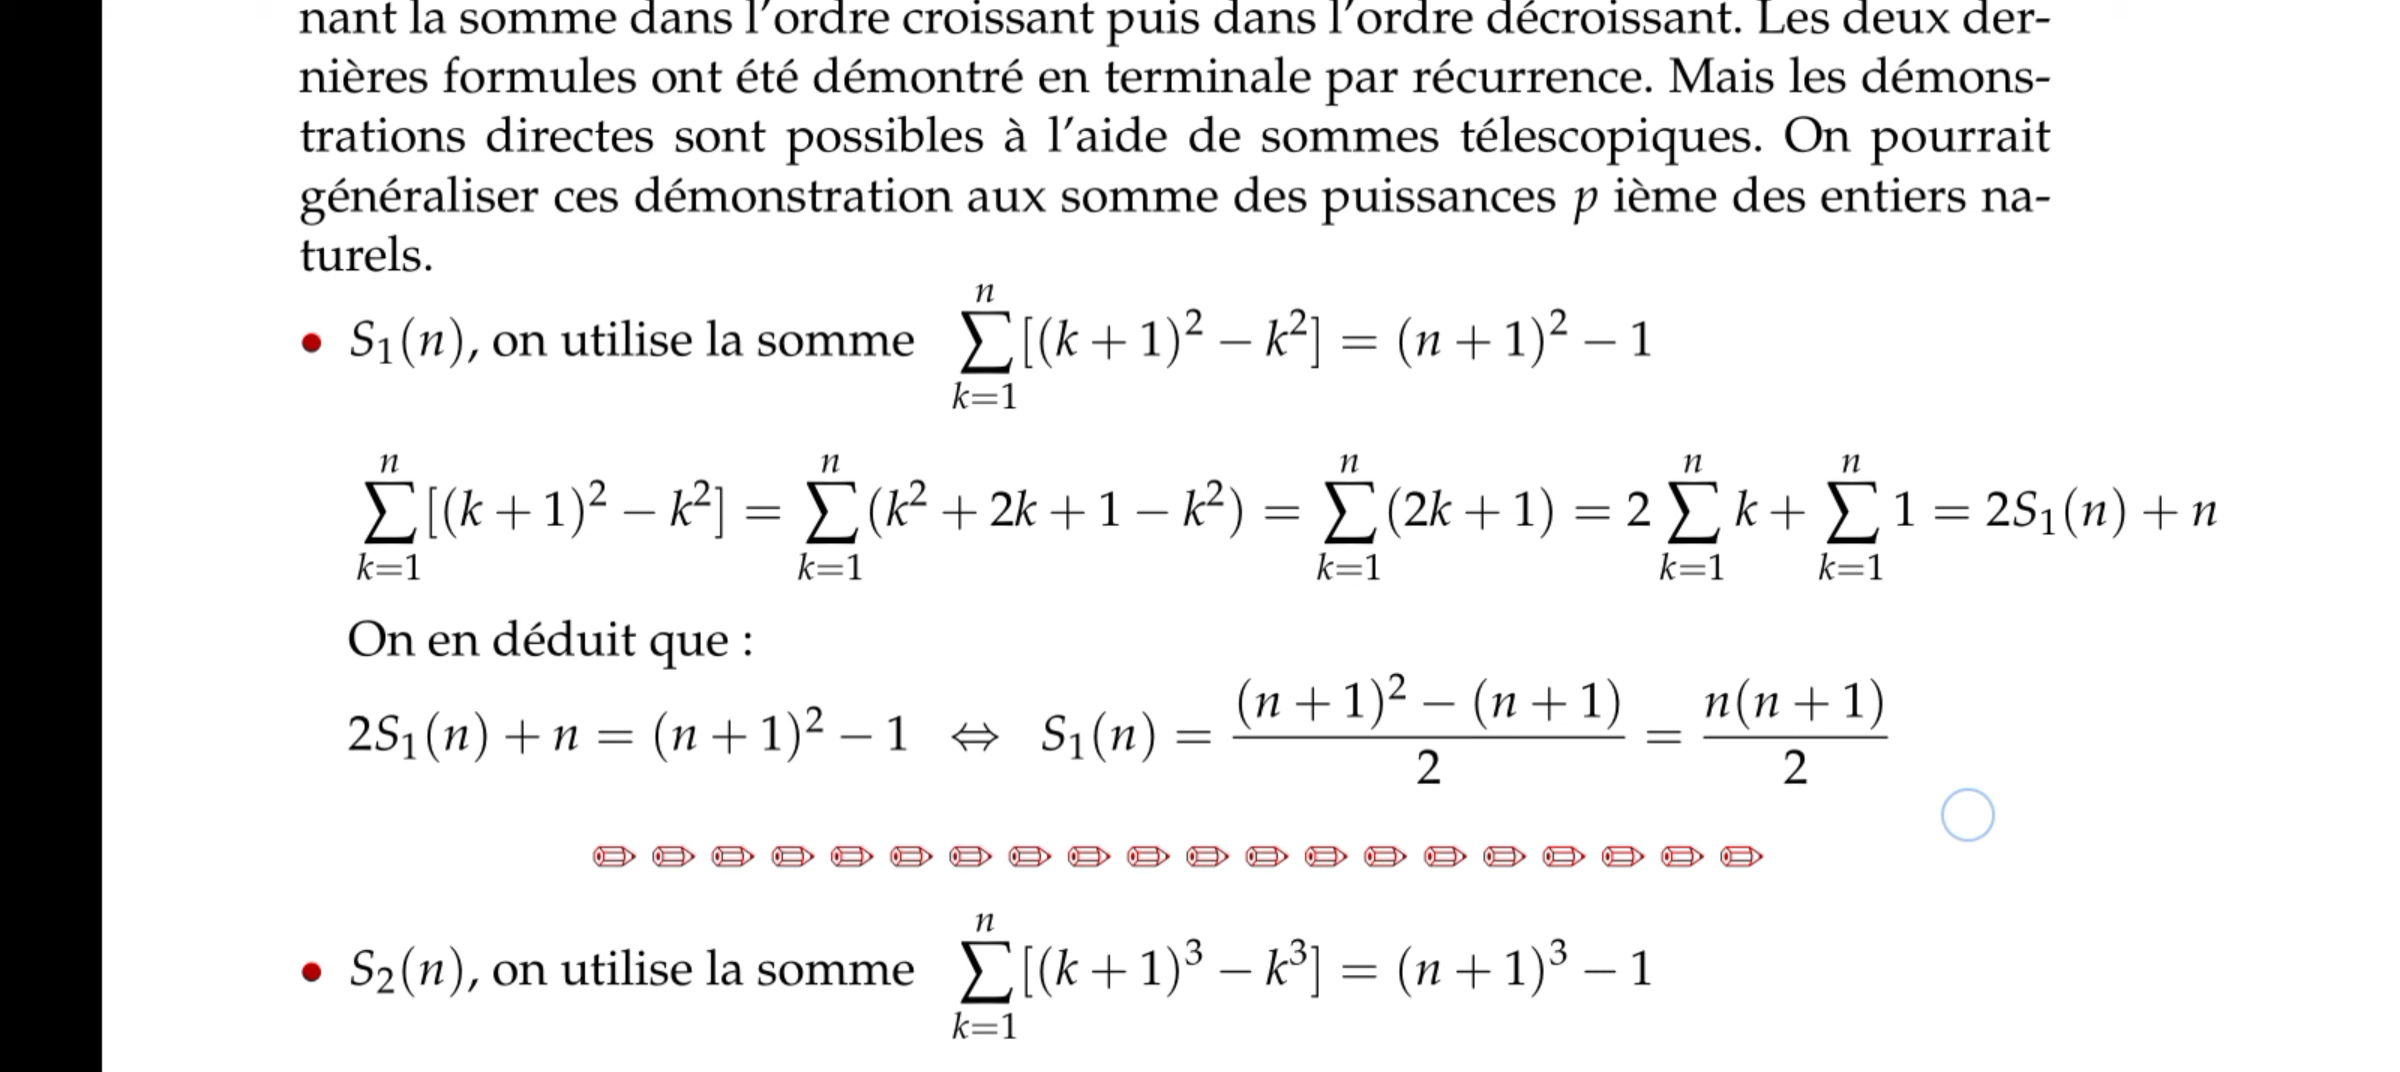 nant la somme dans l'ordre croissant puis dans l'ordre décroissant. Les deux der-
nières formules ont été démontré en terminale par récurrence. Mais les démons-
trations directes sont possibles à l'aide de sommes télescopiques. On pourrait
généraliser ces démonstration aux somme des puissances p ième des entiers na-
turels.
• S₁(n), on utilise la somme ∑_{k=1}^{n} [(k + 1)² − k²] = (n + 1)² − 1
∑_{k=1}^{n} [(k + 1)² − k²] = ∑_{k=1}^{n} (k² + 2k + 1 − k²) = ∑_{k=1}^{n} (2k + 1) = 2 ∑_{k=1}^{n} k + ∑_{k=1}^{n} 1 = 2S₁(n) + n
On en déduit que :
2S₁(n) + n = (n + 1)² − 1 ⇔ S₁(n) = \frac{(n + 1)² − (n + 1)}{2} = \frac{n(n + 1)}{2}
• S₂(n), on utilise la somme ∑_{k=1}^{n} [(k + 1)³ − k³] = (n + 1)³ − 1